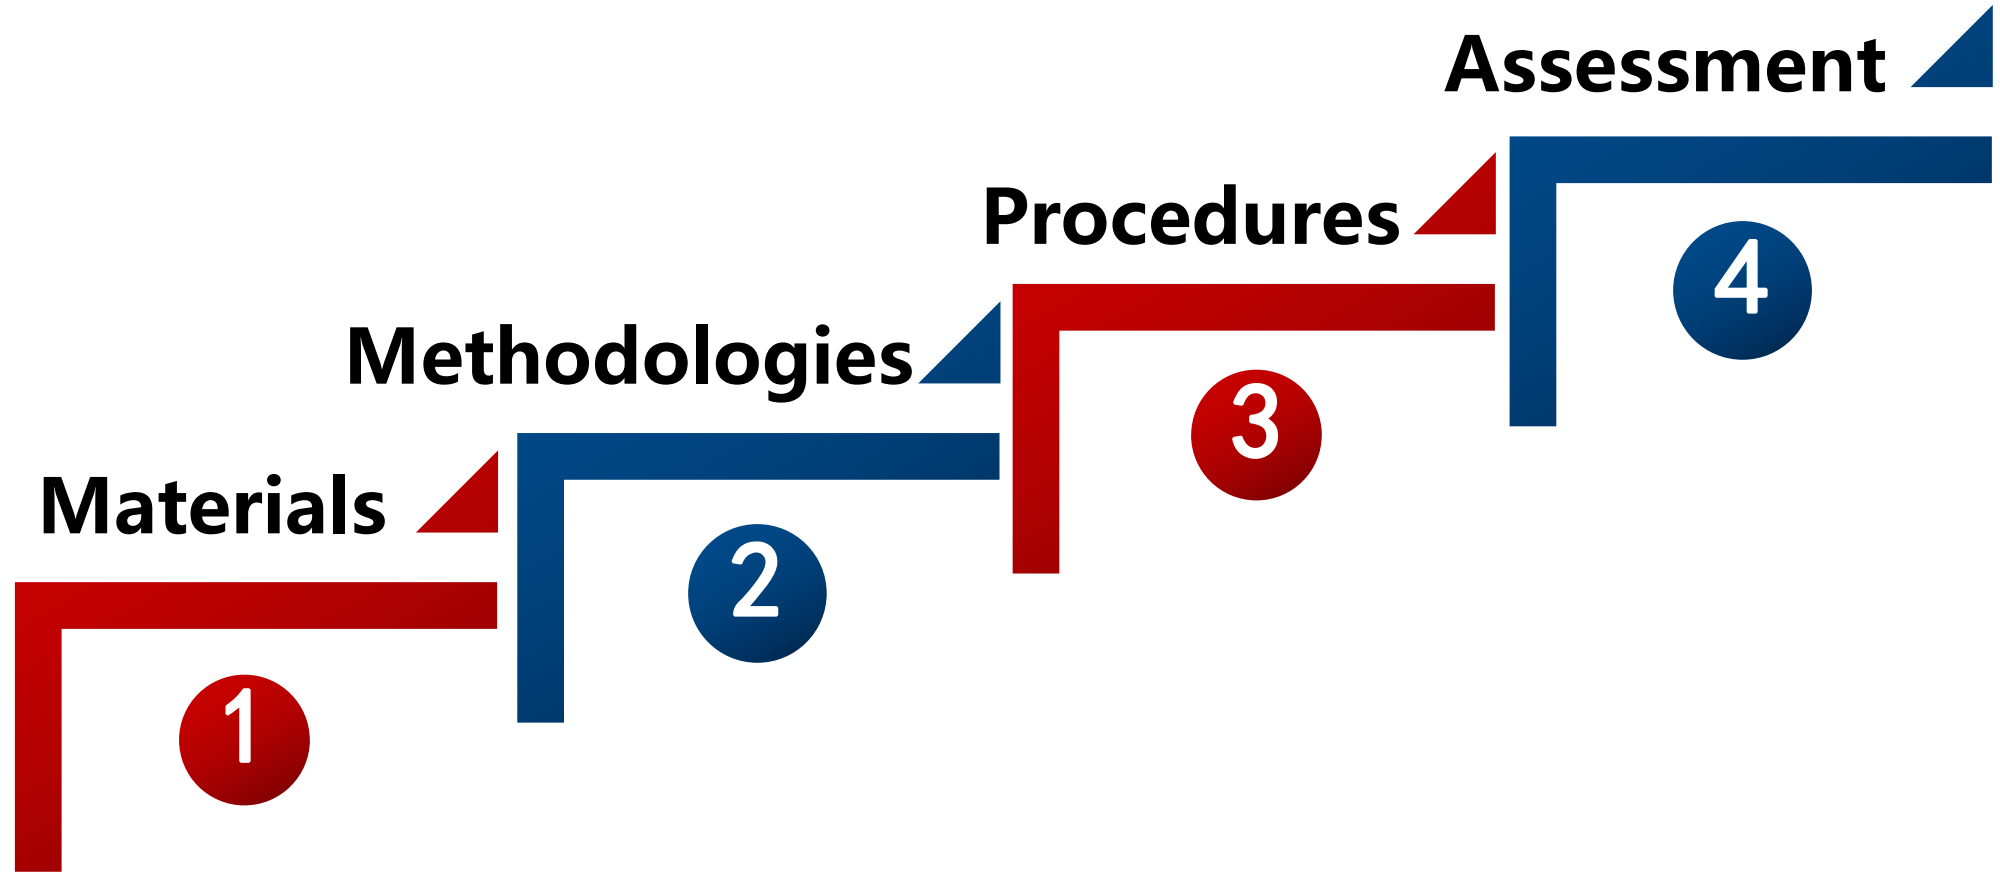 Materials
1
Methodologies
2
Procedures
3
Assessment
4